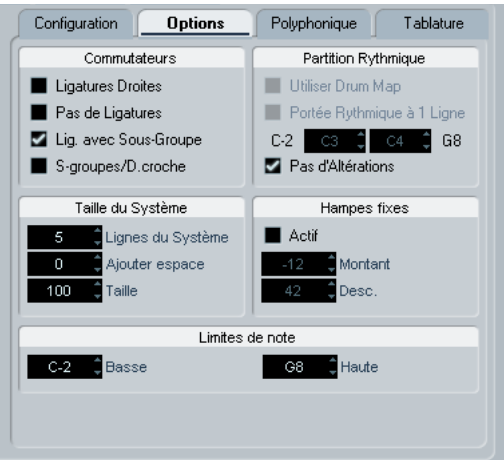 Configuration Options Polyphonique Tablature
Commutateurs
Ligatures Droites
Pas de Ligatures
Lig. avec Sous-Groupe
S-groupes/D.croche
Partition Rythmique
Utiliser Drum Map
Portée Rythmique à 1 Ligne
C-2 C3 C4 G8
Pas d'Altérations
Taille du Système
5 Lignes du Système
0 Ajouter espace
100 Taille
Hampes fixes
Actif
-12 Montant
42 Desc.
Limites de note
C-2 Basse G8 Haute